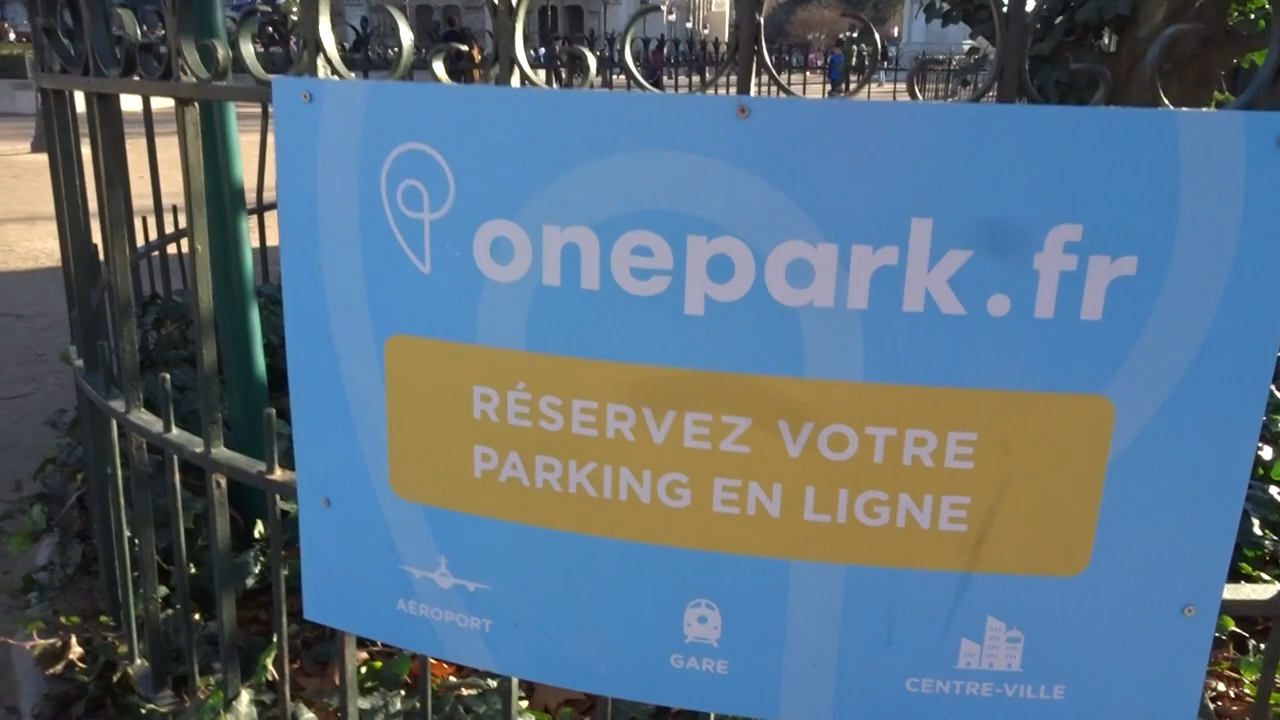 onepark.fr
RÉSERVEZ VOTRE
PARKING EN LIGNE
AÉROPORT
GARE
CENTRE-VILLE